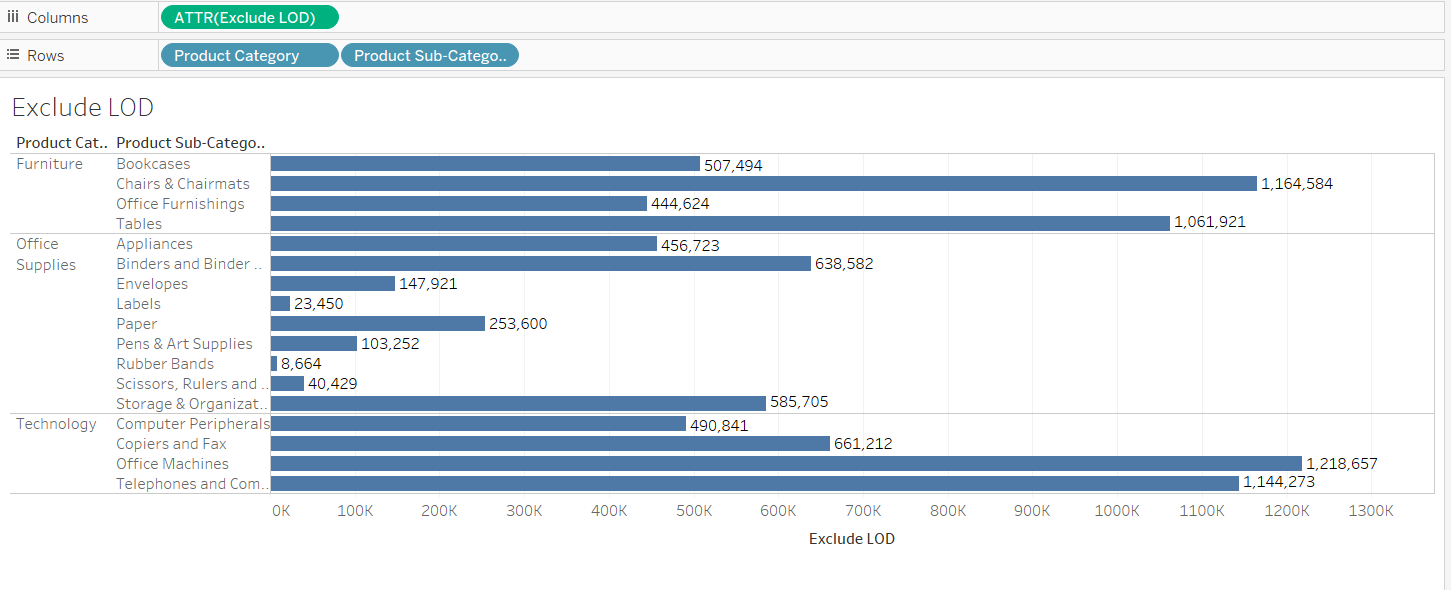 Columns ATTR(Exclude LOD)
Rows Product Category Product Sub-Catego..
Exclude LOD
Product Cat.. Product Sub-Catego..
Furniture Bookcases 507,494
Chairs & Chairmats 1,164,584
Office Furnishings 444,624
Tables 1,061,921
Office Appliances 456,723
Supplies Binders and Binder .. 638,582
Envelopes 147,921
Labels 23,450
Paper 253,600
Pens & Art Supplies 103,252
Rubber Bands 8,664
Scissors, Rulers and .. 40,429
Storage & Organizat.. 585,705
Technology Computer Peripherals 490,841
Copiers and Fax 661,212
Office Machines 1,218,657
Telephones and Com.. 1,144,273
0K 100K 200K 300K 400K 500K 600K 700K 800K 900K 1000K 1100K 1200K 1300K
Exclude LOD